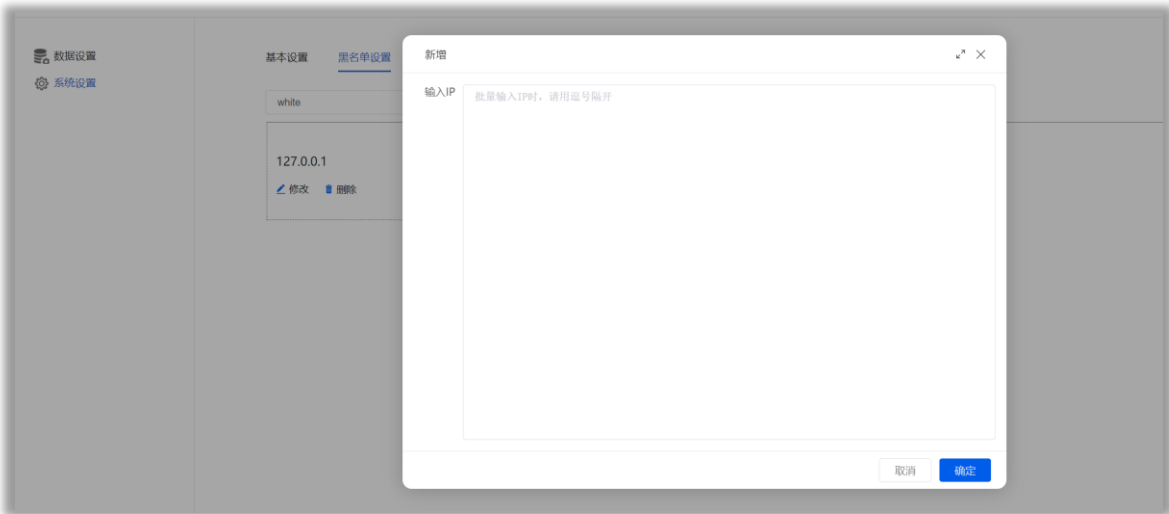 数据设置
系统设置
基本设置 黑名单设置
white
127.0.0.1
修改 删除
新增
输入IP 批量输入IP时，请用逗号隔开
取消 确定